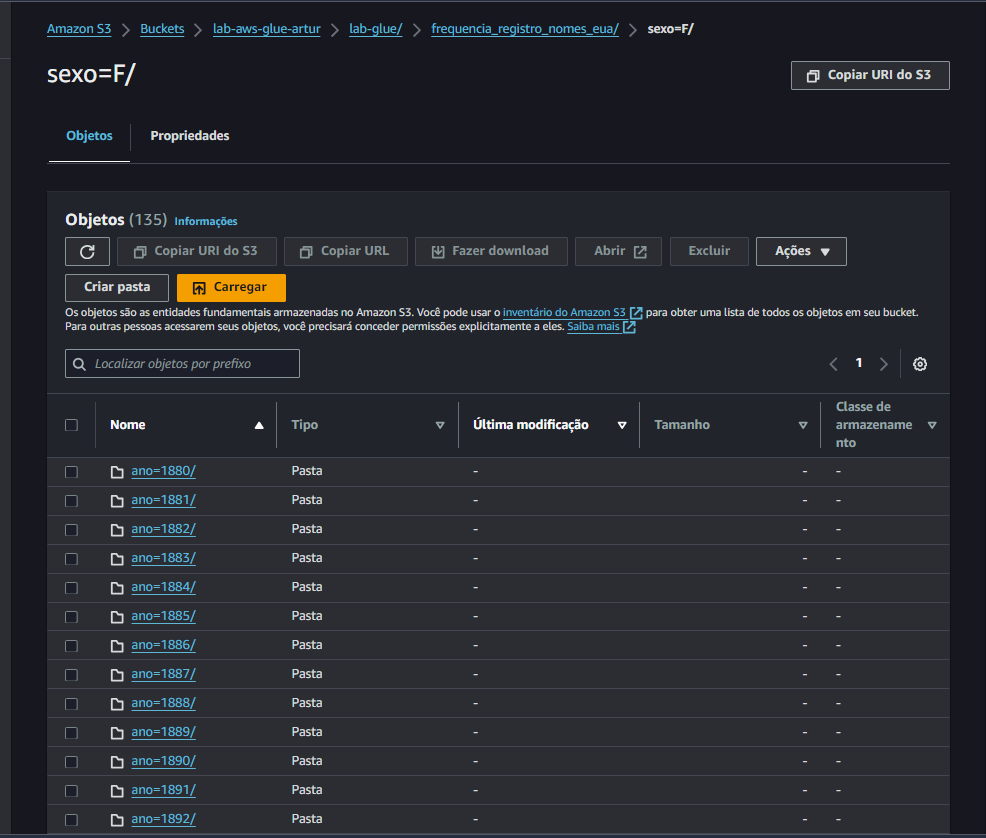 Amazon S3 > Buckets > lab-aws-glue-artur > lab-glue/ > frequencia_registro_nomes_eua/ > sexo=F/
sexo=F/
Copiar URI do S3
Objetos Propriedades
Objetos (135) Informações
Copiar URI do S3 Copiar URL Fazer download Abrir Excluir Ações
Criar pasta Carregar
Os objetos são as entidades fundamentais armazenadas no Amazon S3. Você pode usar o inventário do Amazon S3 para obter uma lista de todos os objetos em seu bucket.
Para outras pessoas acessarem seus objetos, você precisará conceder permissões explicitamente a eles. Saiba mais
Localizar objetos por prefixo
1
Nome Tipo Última modificação Tamanho Classe de
armazename
nto
ano=1880/ Pasta - - -
ano=1881/ Pasta - - -
ano=1882/ Pasta - - -
ano=1883/ Pasta - - -
ano=1884/ Pasta - - -
ano=1885/ Pasta - - -
ano=1886/ Pasta - - -
ano=1887/ Pasta - - -
ano=1888/ Pasta - - -
ano=1889/ Pasta - - -
ano=1890/ Pasta - - -
ano=1891/ Pasta - - -
ano=1892/ Pasta - - -